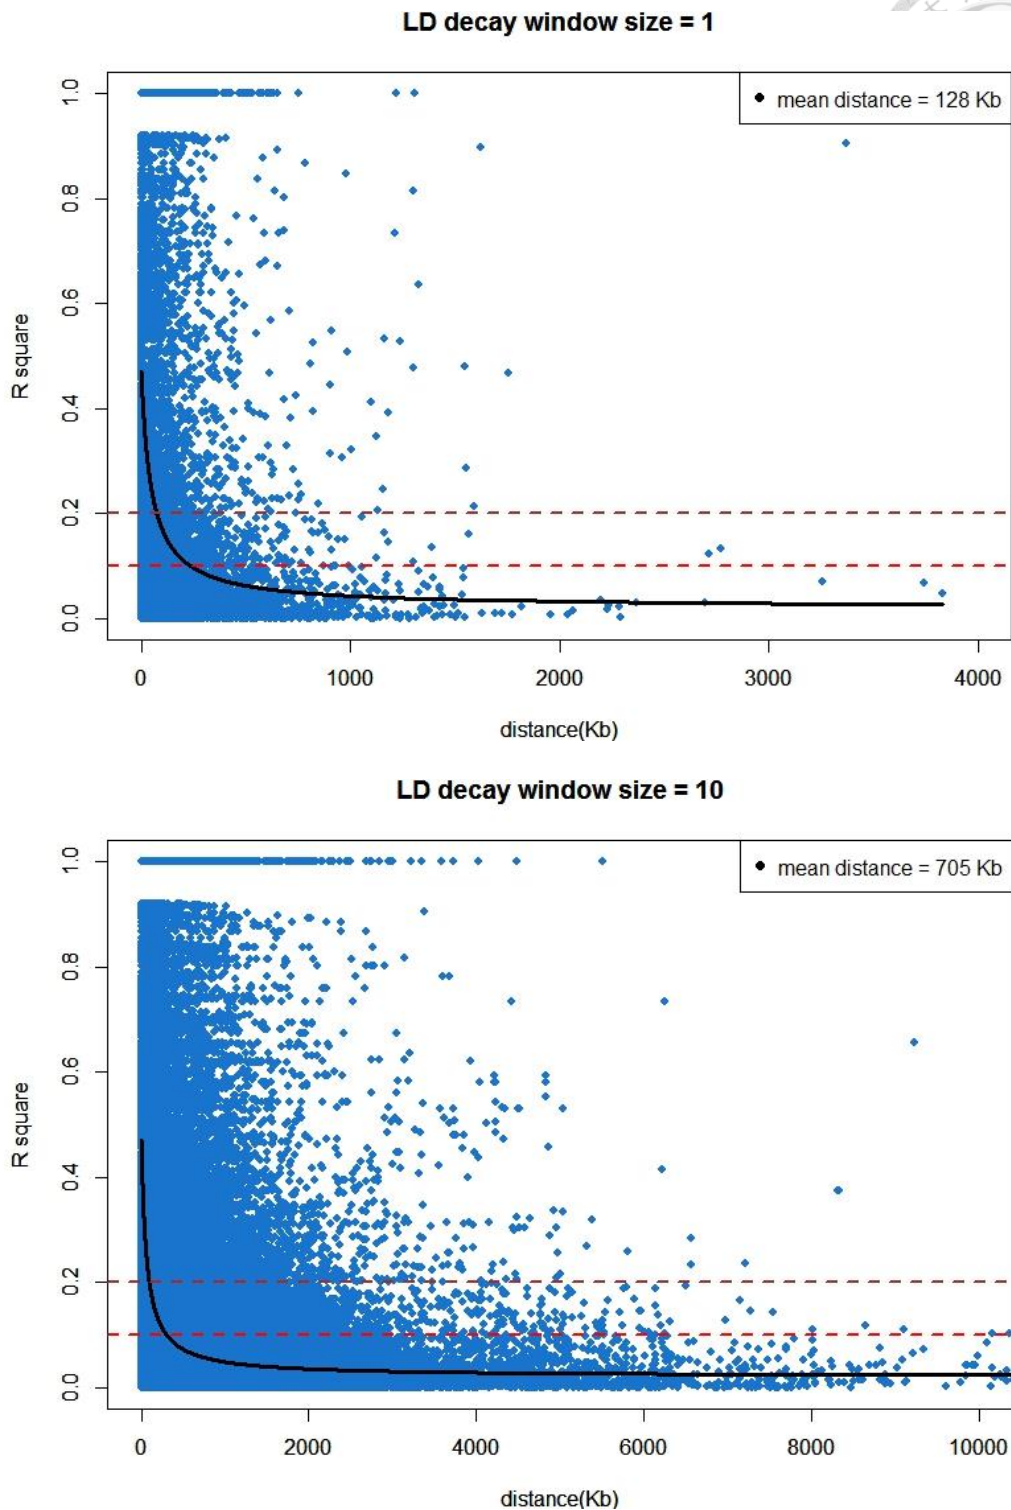 LD decay window size = 1
mean distance = 128 Kb
R square
1.0
0.8
0.6
0.4
0.2
0.0
0 1000 2000 3000 4000
distance(Kb)
LD decay window size = 10
mean distance = 705 Kb
R square
1.0
0.8
0.6
0.4
0.2
0.0
0 2000 4000 6000 8000 10000
distance(Kb)